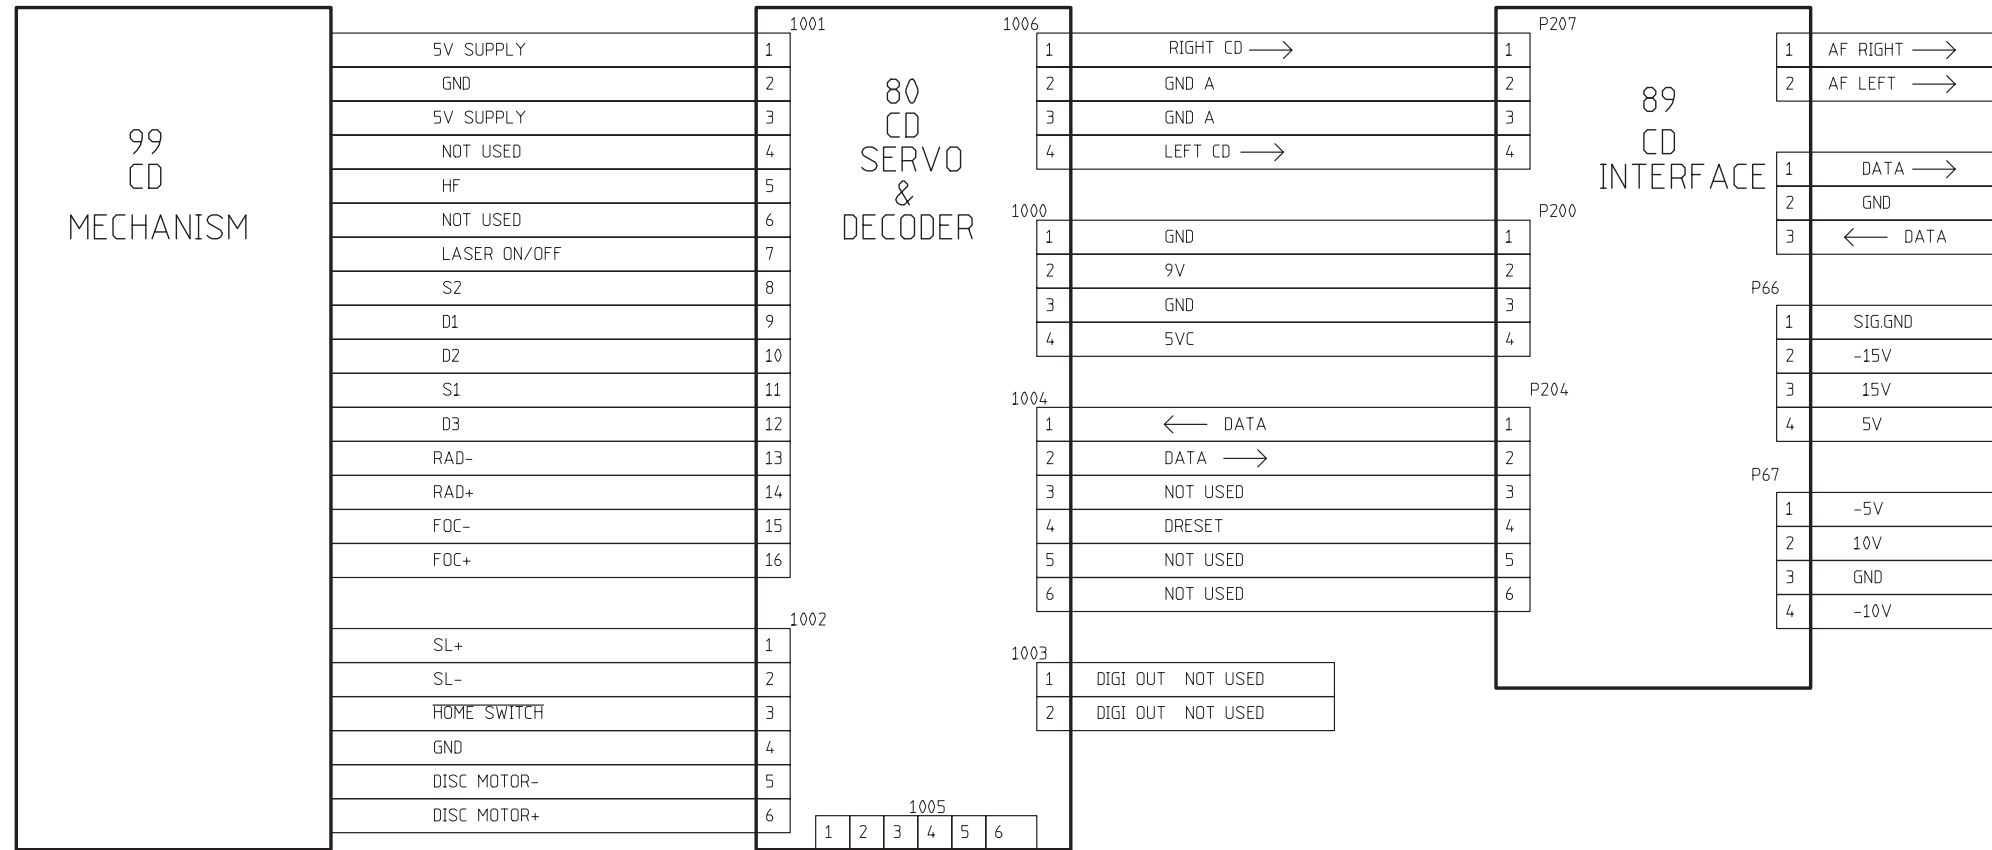 99
CD
MECHANISM
1001
5V SUPPLY 1
GND 2
5V SUPPLY 3
NOT USED 4
HF 5
NOT USED 6
LASER ON/OFF 7
S2 8
D1 9
D2 10
S1 11
D3 12
RAD- 13
RAD+ 14
FOC- 15
FOC+ 16
1002
SL+ 1
SL- 2
HOME SWITCH 3
GND 4
DISC MOTOR- 5
DISC MOTOR+ 6
80
CD
SERVO
&
DECODER
1005
1 2 3 4 5 6
1006 P207
1 RIGHT CD → 1
2 GND A 2
3 GND A 3
4 LEFT CD → 4
1000 P200
1 GND 1
2 9V 2
3 GND 3
4 5VC 4
1004 P204
1 ← DATA 1
2 DATA → 2
3 NOT USED 3
4 DRESET 4
5 NOT USED 5
6 NOT USED 6
1003
1 DIGI OUT NOT USED
2 DIGI OUT NOT USED
89
CD
INTERFACE
1 AF RIGHT →
2 AF LEFT →
1 DATA →
2 GND
3 ← DATA
P66
1 SIG.GND
2 -15V
3 15V
4 5V
P67
1 -5V
2 10V
3 GND
4 -10V